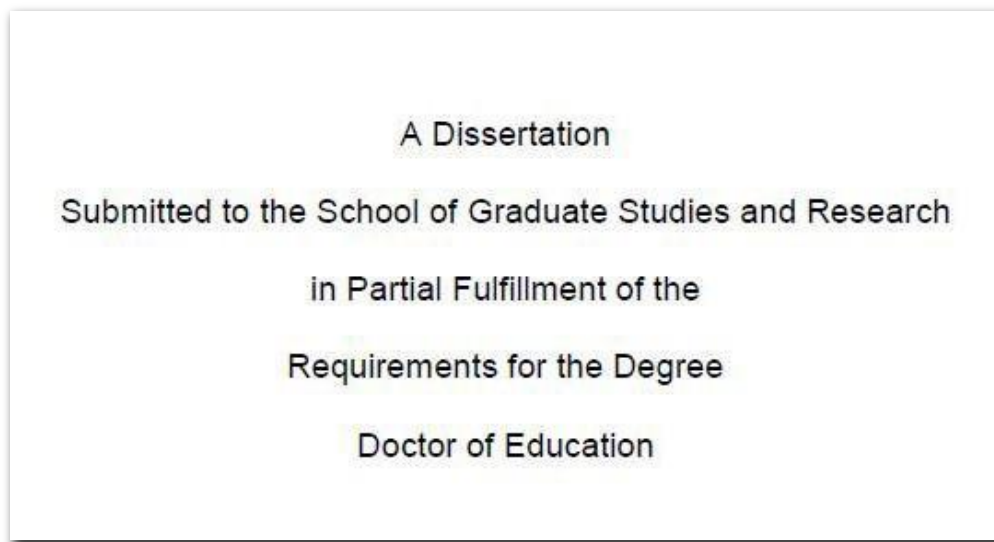 A Dissertation
Submitted to the School of Graduate Studies and Research
in Partial Fulfillment of the
Requirements for the Degree
Doctor of Education